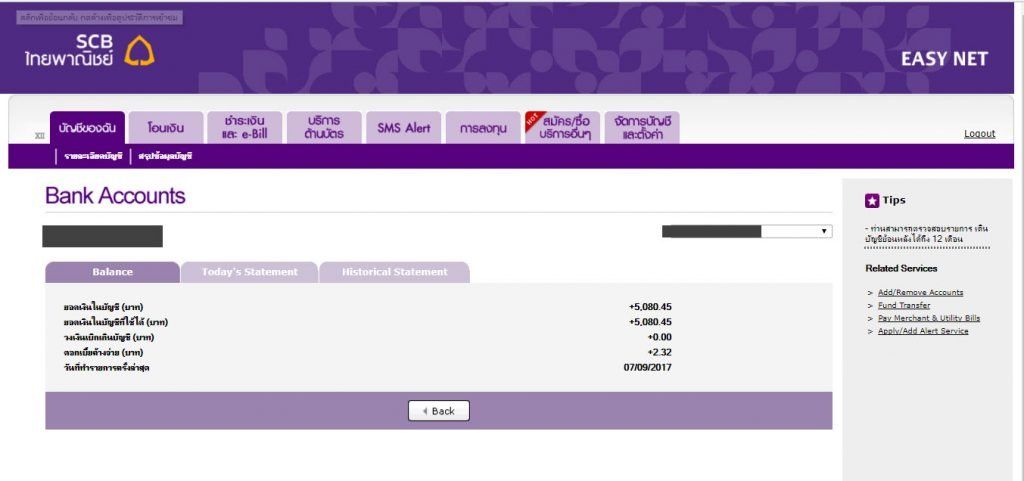 คลิกเพื่อย้อนกลับ กดค้างเพื่อดูประวัติการเข้าชม
SCB
ไทยพาณิชย์
EASY NET
XII
บัญชีของฉัน
โอนเงิน
ชำระเงิน
และ e-Bill
บริการ
ด้านบัตร
SMS Alert
การลงทุน
HOT
สมัคร/ซื้อ
บริการอื่นๆ
จัดการบัญชี
และตั้งค่า
Logout
รายละเอียดบัญชี
สรุปข้อมูลบัญชี
Bank Accounts
Balance
Today's Statement
Historical Statement
ยอดเงินในบัญชี (บาท) +5,080.45
ยอดเงินในบัญชีที่ใช้ได้ (บาท) +5,080.45
วงเงินเบิกเกินบัญชี (บาท) +0.00
ดอกเบี้ยค้างจ่าย (บาท) +2.32
วันที่ทำรายการครั้งล่าสุด 07/09/2017
Back
Tips
- ท่านสามารถตรวจสอบรายการ เดิน
บัญชีย้อนหลังได้ถึง 12 เดือน
Related Services
> Add/Remove Accounts
> Fund Transfer
> Pay Merchant & Utility Bills
> Apply/Add Alert Service